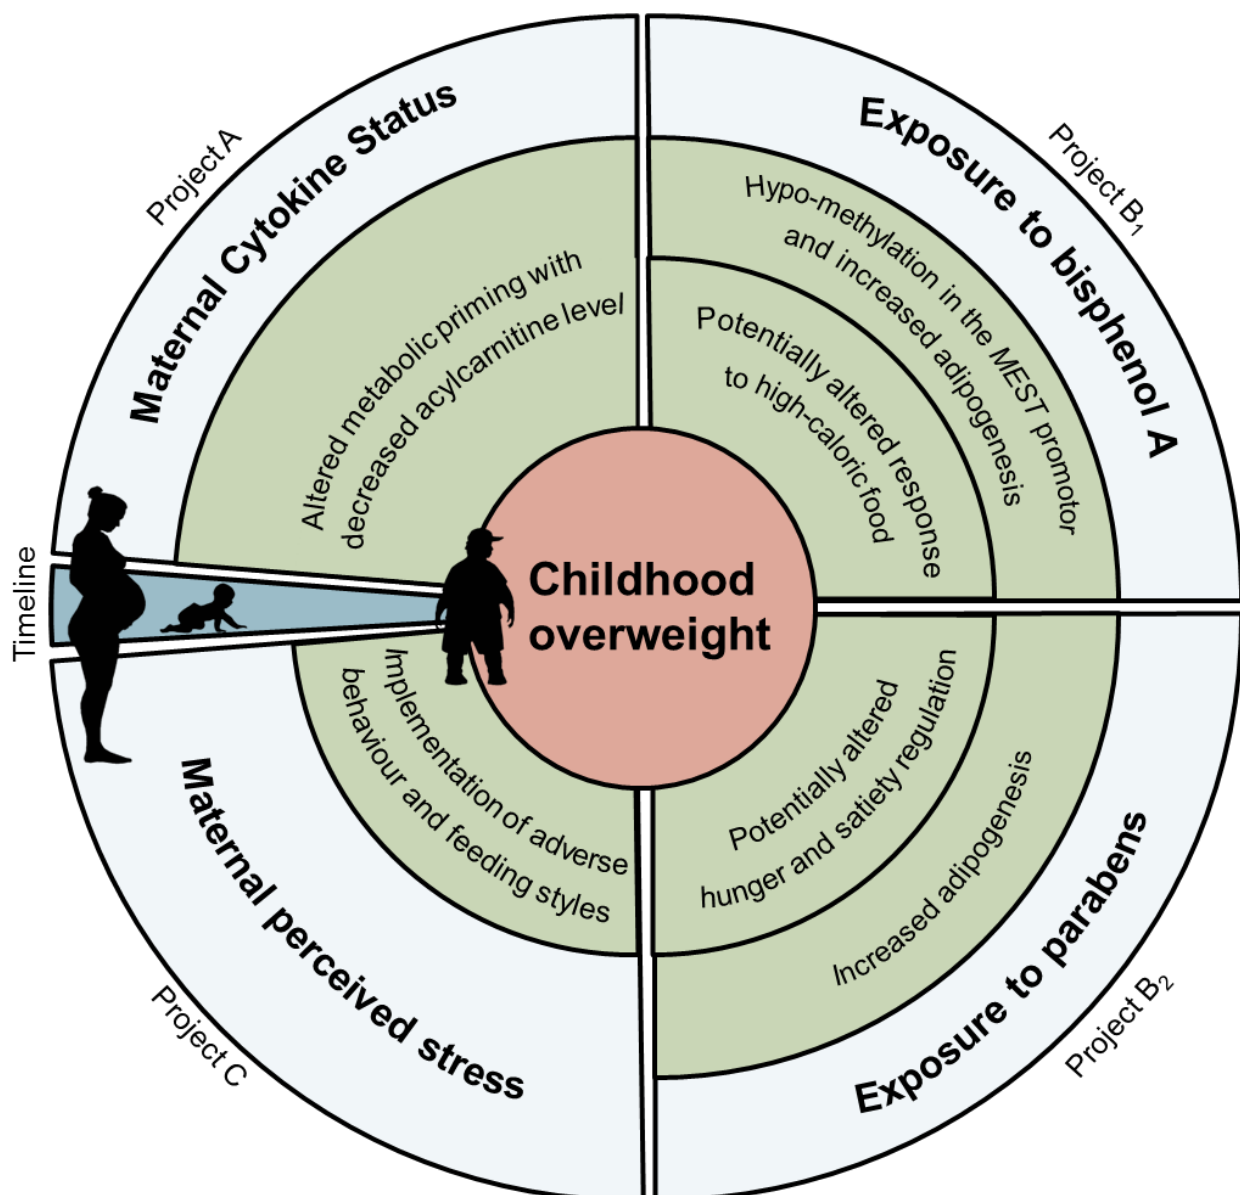 Project A
Maternal Cytokine Status
Altered metabolic priming with
decreased acylcarnitine level
Project B₁
Exposure to bisphenol A
Hypo-methylation in the MEST promotor
and increased adipogenesis
Potentially altered response
to high-caloric food
Timeline
Childhood
overweight
Implementation of adverse
behaviour and feeding styles
Maternal perceived stress
Project C
Potentially altered
hunger and satiety regulation
Increased adipogenesis
Exposure to parabens
Project B₂